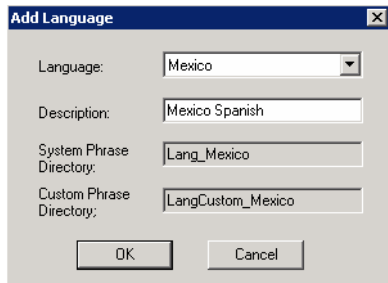 Add Language
Language: Mexico
Description: Mexico Spanish
System Phrase
Directory: Lang_Mexico
Custom Phrase
Directory; LangCustom_Mexico
OK Cancel